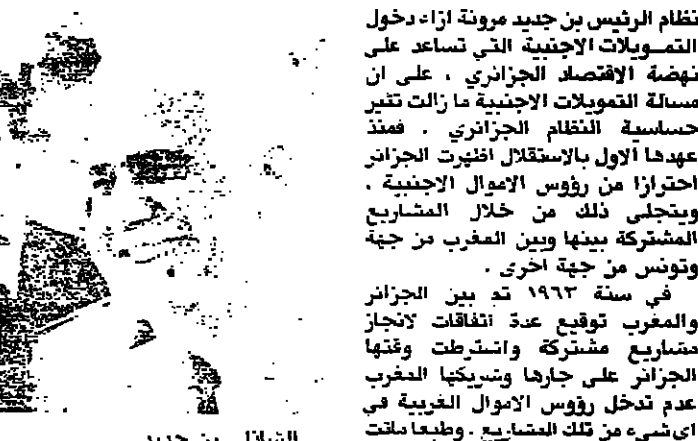 نظام الرئيس بن جديد مرونة ازاء دخول
التمويلات الاجنبية التي تساعد على
نهضة الاقتصاد الجزائري ، على ان
مسالة التمويلات الاجنبية ما زالت تثير
حساسية النظام الجزائري . فمنذ
عهدها الاول بالاستقلال اظهرت الجزائر
احترازا من رؤوس الاموال الاجنبية .
ويتجلى ذلك من خلال المشاريع
المشتركة بينها وبين المغرب من جهة
وتونس من جهة اخرى .
في سنة ١٩٦٣ تم بين الجزائر
والمغرب توقيع عدة اتفاقات لانجاز
مشاريع مشتركة واشترطت وقتها
الجزائر على جارها وشريكها المغرب
عدم تدخل رؤوس الاموال الغربية في
اي شيء من تلك المشاريع . وطبعا ماتت
الشاذلي بن جديد